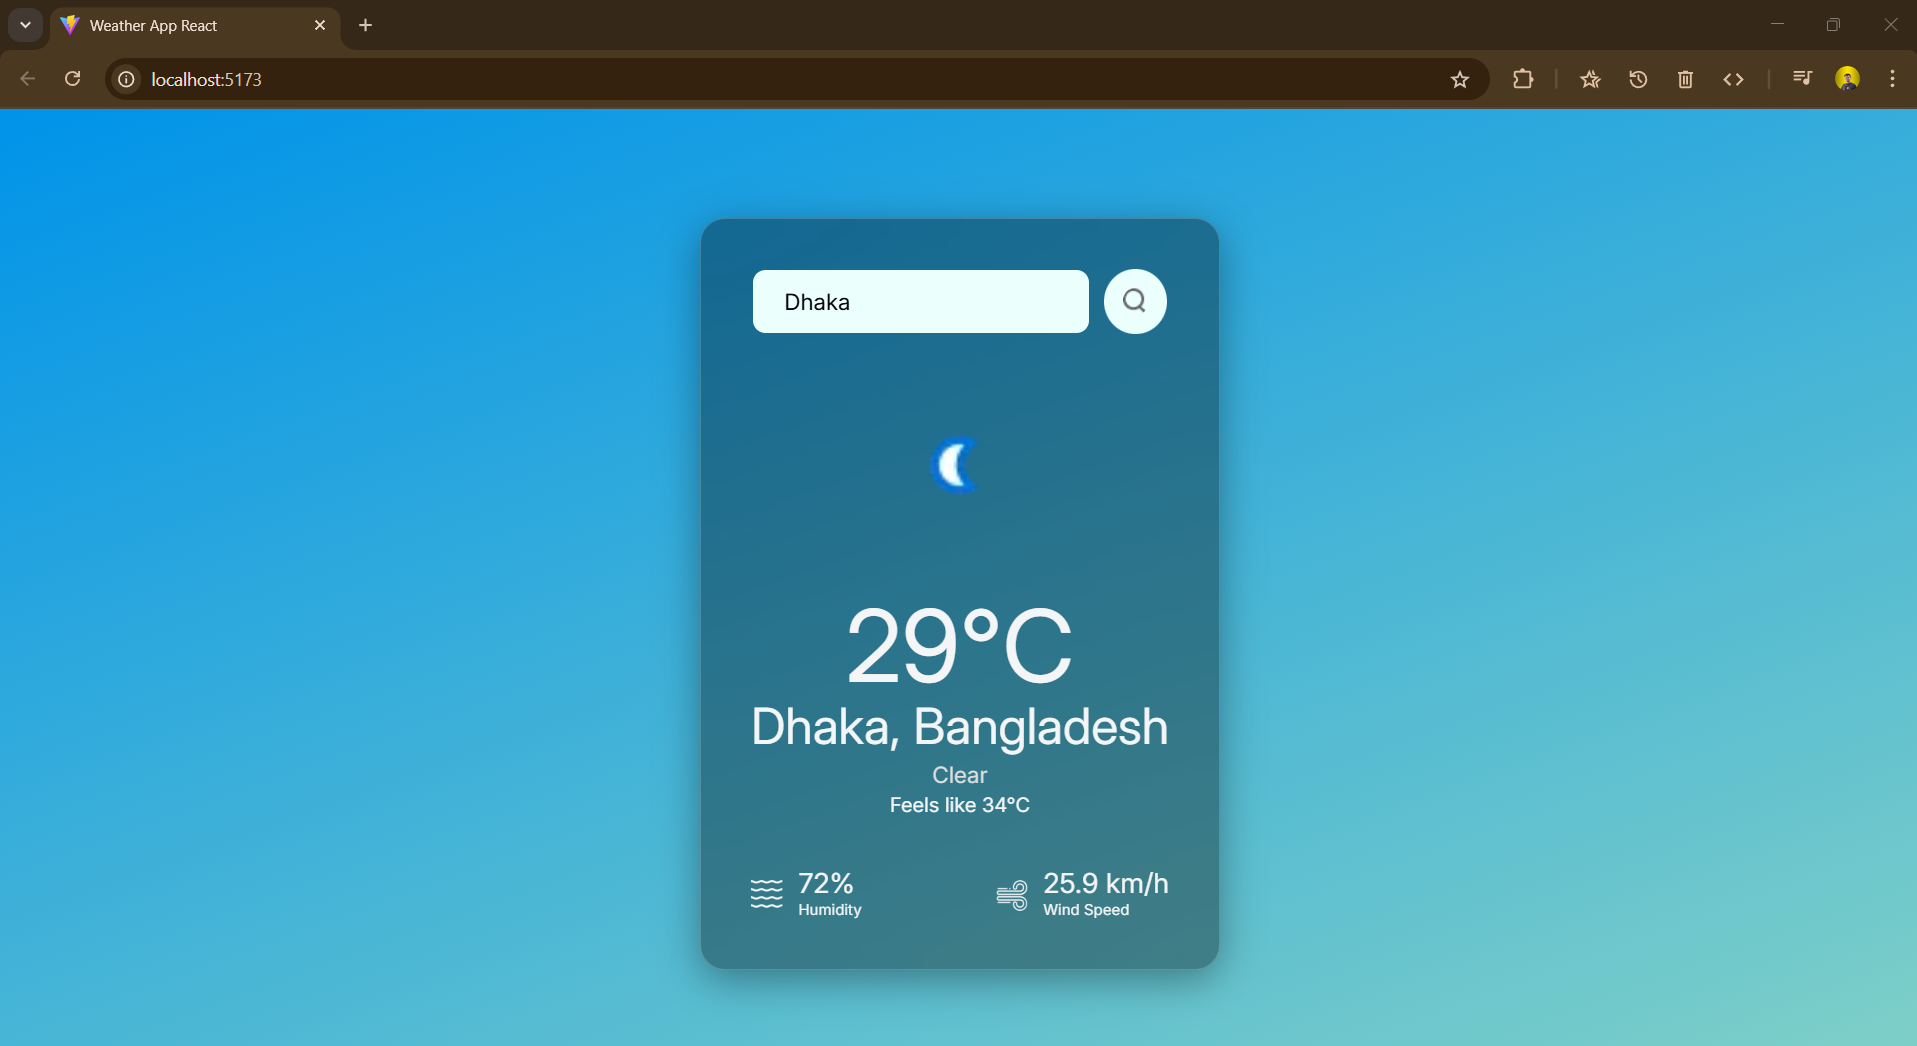 Weather App React
localhost:5173
Dhaka
29°C
Dhaka, Bangladesh
Clear
Feels like 34°C
72%
Humidity
25.9 km/h
Wind Speed